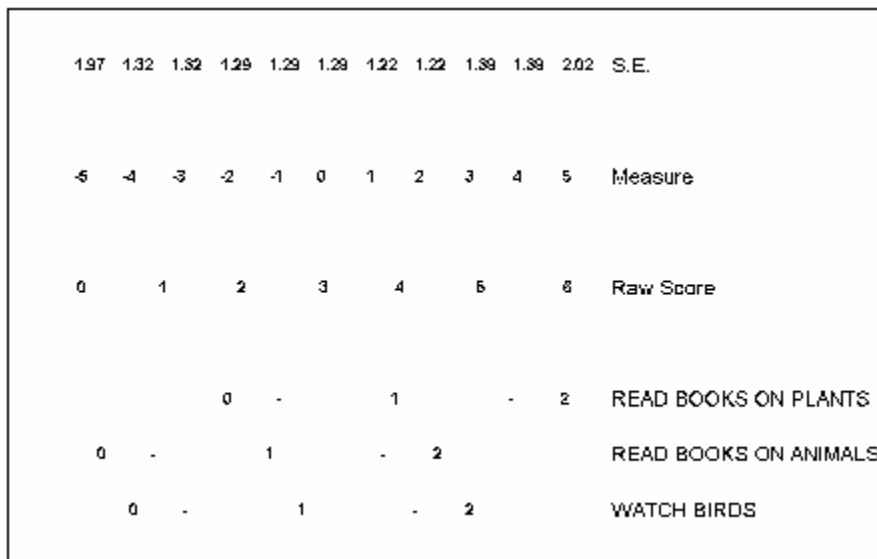 1.97 1.32 1.32 1.29 1.29 1.29 1.22 1.22 1.39 1.39 2.02 S.E.
-5 -4 -3 -2 -1 0 1 2 3 4 5 Measure
0 1 2 3 4 5 6 Raw Score
0 - 1 - 2 READ BOOKS ON PLANTS
0 - 1 - 2 READ BOOKS ON ANIMALS
0 - 1 - 2 WATCH BIRDS